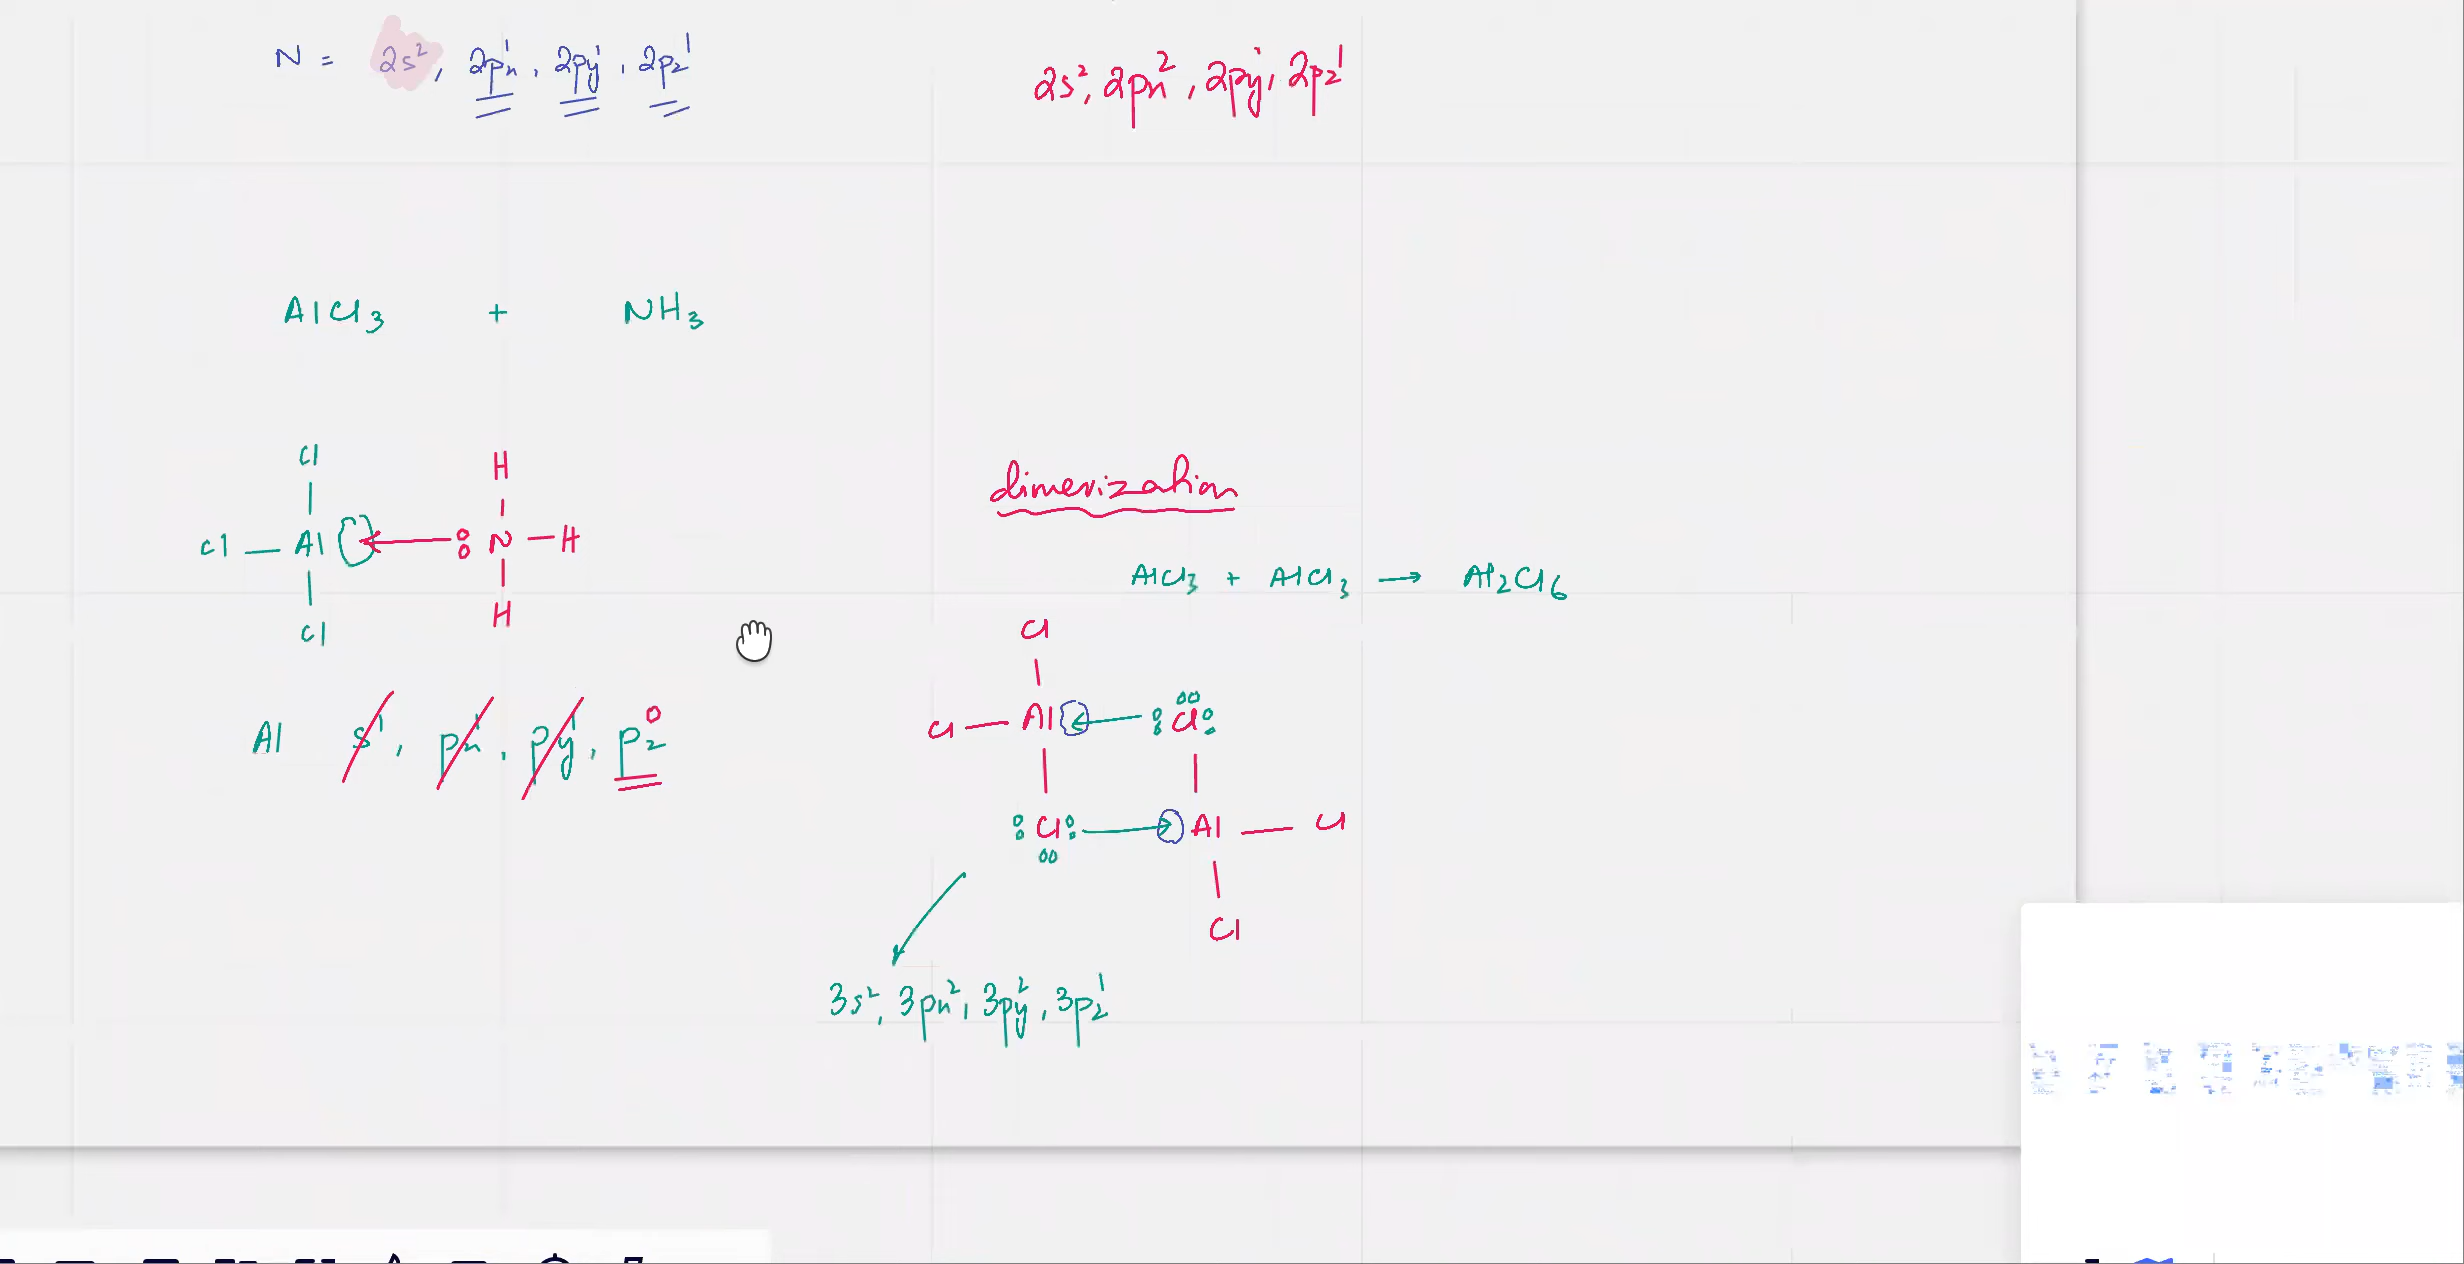 N = 2s², 2px¹, 2py¹, 2pz¹
2s², 2px², 2py¹, 2pz¹
AlCl₃ + NH₃
Cl
H
Cl — Al ( ) ← : N — H
Cl
H
dimerization
AlCl₃ + AlCl₃ → Al₂Cl₆
Cl
Cl — Al ← : Cl :
: Cl : → Al — Cl
Cl
Al s¹, px¹, py¹, pz⁰
3s², 3px², 3py², 3pz¹